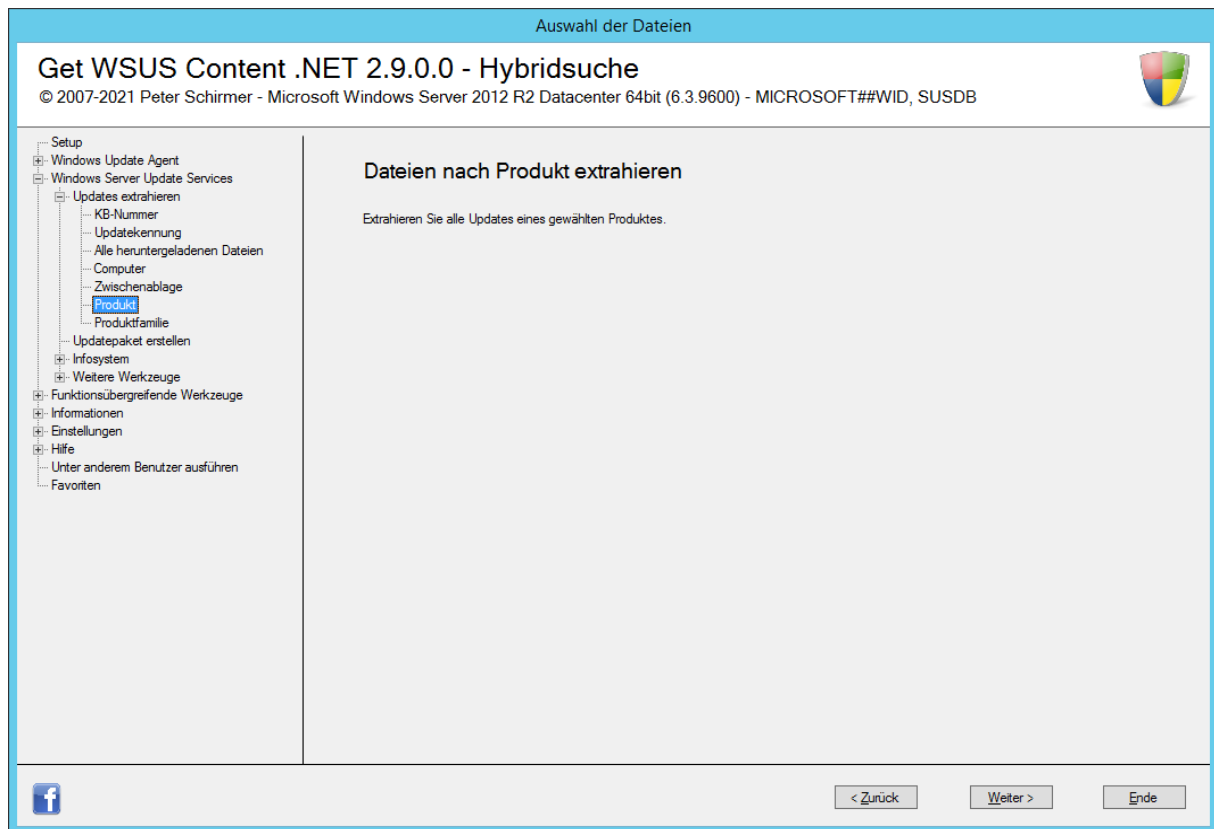 Auswahl der Dateien
Get WSUS Content .NET 2.9.0.0 - Hybridsuche
© 2007-2021 Peter Schirmer - Microsoft Windows Server 2012 R2 Datacenter 64bit (6.3.9600) - MICROSOFT##WID, SUSDB
Setup
Windows Update Agent
Windows Server Update Services
Updates extrahieren
KB-Nummer
Updatekennung
Alle heruntergeladenen Dateien
Computer
Zwischenablage
Produkt
Produktfamilie
Updatepaket erstellen
Infosystem
Weitere Werkzeuge
Funktionsübergreifende Werkzeuge
Informationen
Einstellungen
Hilfe
Unter anderem Benutzer ausführen
Favoriten
Dateien nach Produkt extrahieren
Extrahieren Sie alle Updates eines gewählten Produktes.
f
< Zurück
Weiter >
Ende